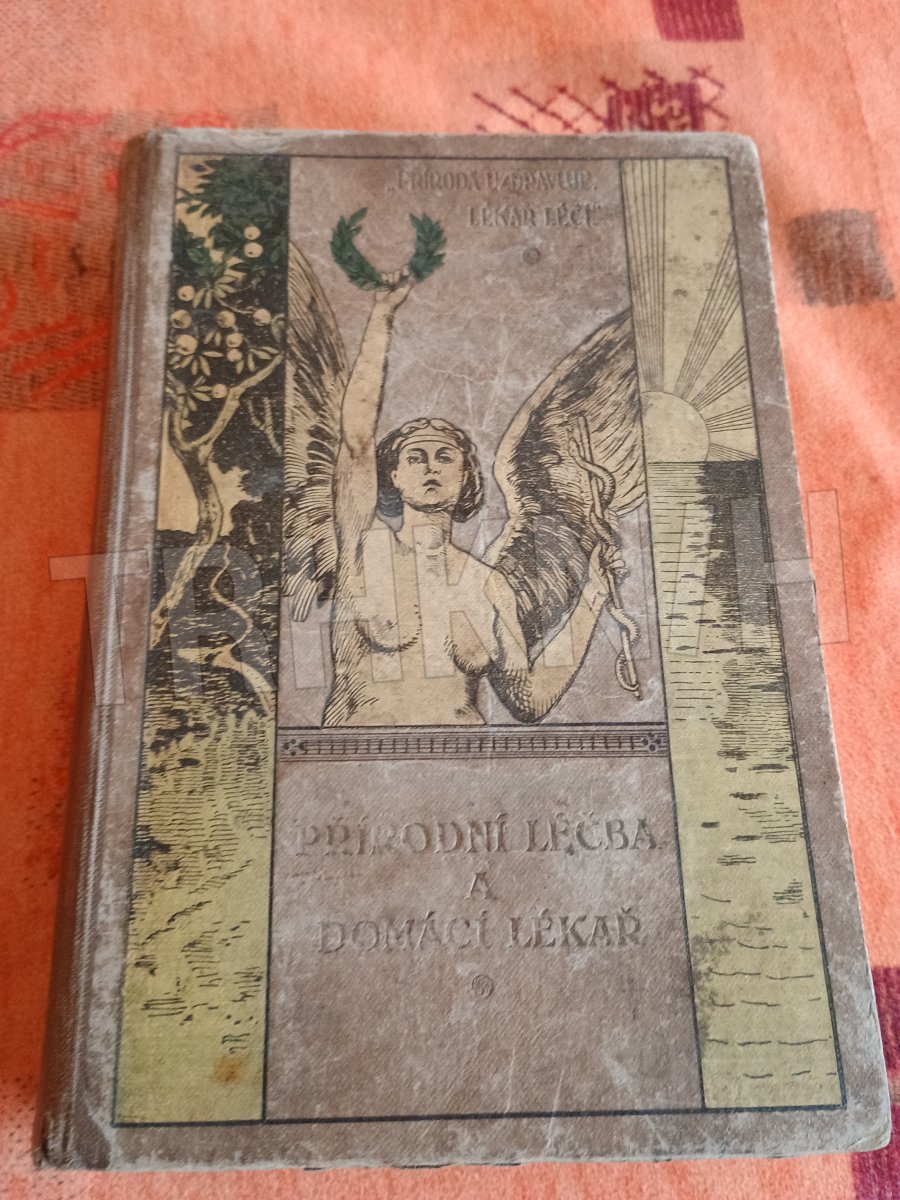 „PŘÍRODA UZDRAVUJE,
LÉKAŘ LÉČÍ."
PŘÍRODNÍ LÉČBA
A
DOMÁCÍ LÉKAŘ